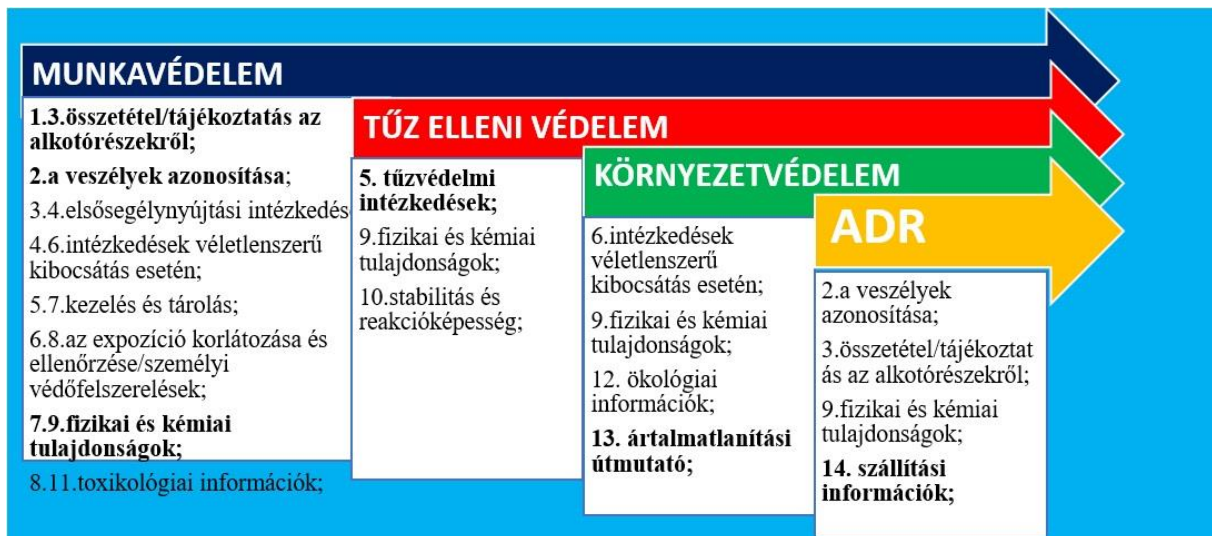 MUNKAVÉDELEM
1.3.összetétel/tájékoztatás az
alkotórészekről;
2.a veszélyek azonosítása;
3.4.elsősegélynyújtási intézkedés
4.6.intézkedések véletlenszerű
kibocsátás esetén;
5.7.kezelés és tárolás;
6.8.az expozíció korlátozása és
ellenőrzése/személyi
védőfelszerelések;
7.9.fizikai és kémiai
tulajdonságok;
8.11.toxikológiai információk;
TŰZ ELLENI VÉDELEM
5. tűzvédelmi
intézkedések;
9.fizikai és kémiai
tulajdonságok;
10.stabilitás és
reakcióképesség;
KÖRNYEZETVÉDELEM
6.intézkedések
véletlenszerű
kibocsátás esetén;
9.fizikai és kémiai
tulajdonságok;
12. ökológiai
információk;
13. ártalmatlanítási
útmutató;
ADR
2.a veszélyek
azonosítása;
3.összetétel/tájékoztat
ás az alkotórészekről;
9.fizikai és kémiai
tulajdonságok;
14. szállítási
információk;